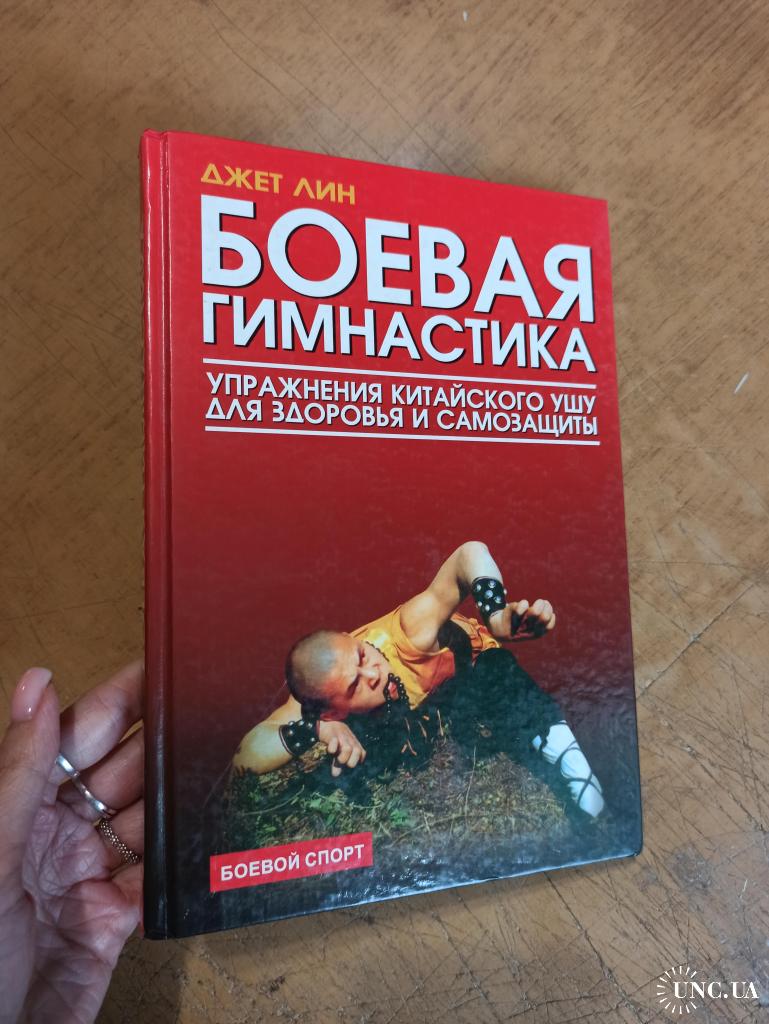 ДЖЕТ ЛИН
БОЕВАЯ
ГИМНАСТИКА
УПРАЖНЕНИЯ КИТАЙСКОГО УШУ
ДЛЯ ЗДОРОВЬЯ И САМОЗАЩИТЫ
БОЕВОЙ СПОРТ
UNC.UA